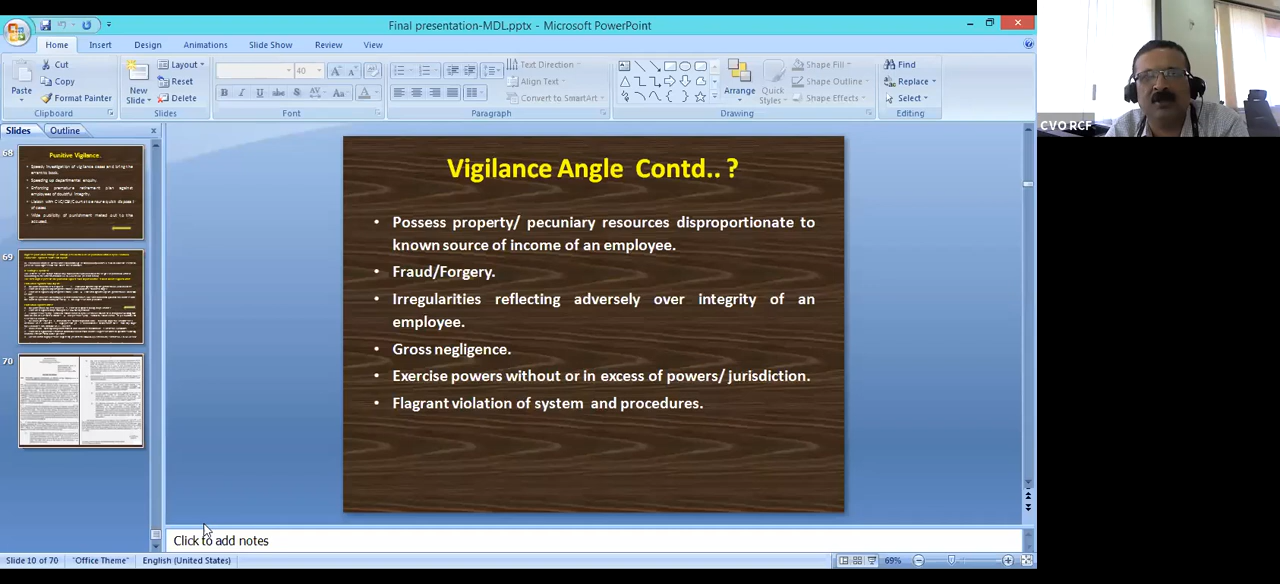 Final presentation-MDL.pptx - Microsoft PowerPoint
Home Insert Design Animations Slide Show Review View
Cut
Copy
Format Painter
Paste
Clipboard
New
Slide
Layout
Reset
Delete
Slides
40
Font
Text Direction
Align Text
Convert to SmartArt
Paragraph
Arrange
Quick
Styles
Shape Fill
Shape Outline
Shape Effects
Drawing
Find
Replace
Select
Editing
CVO RCF
Slides Outline
68
Punitive Vigilance.
69
70
Vigilance Angle Contd.. ?
• Possess property/ pecuniary resources disproportionate to
known source of income of an employee.
• Fraud/Forgery.
• Irregularities reflecting adversely over integrity of an
employee.
• Gross negligence.
• Exercise powers without or in excess of powers/ jurisdiction.
• Flagrant violation of system and procedures.
Click to add notes
Slide 10 of 70 "Office Theme" English (United States) 69%